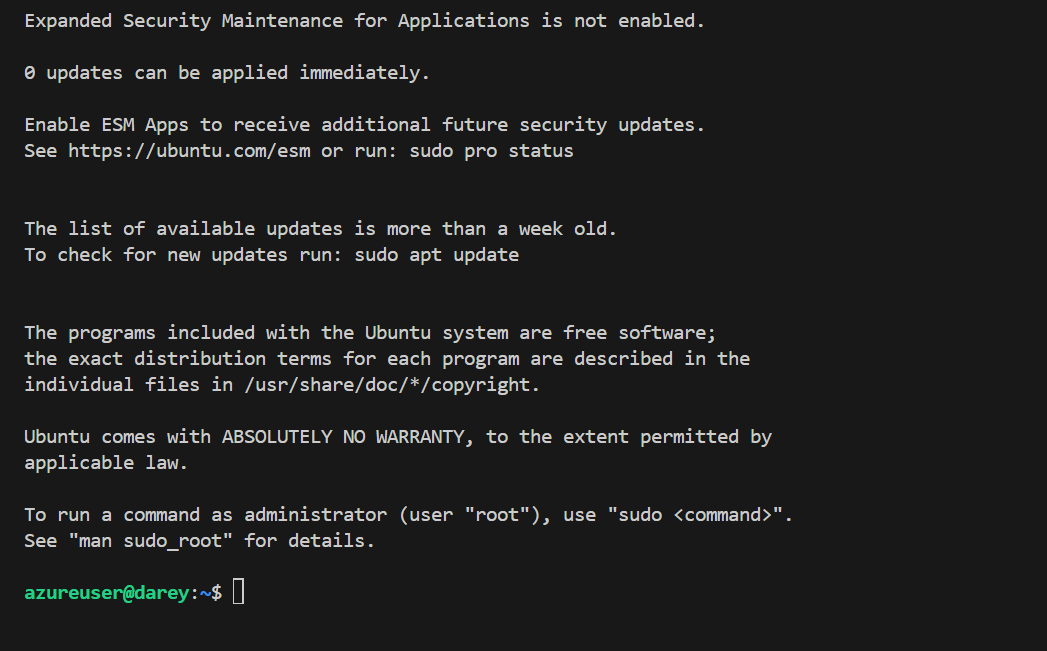 Expanded Security Maintenance for Applications is not enabled.
0 updates can be applied immediately.
Enable ESM Apps to receive additional future security updates.
See https://ubuntu.com/esm or run: sudo pro status
The list of available updates is more than a week old.
To check for new updates run: sudo apt update
The programs included with the Ubuntu system are free software;
the exact distribution terms for each program are described in the
individual files in /usr/share/doc/*/copyright.
Ubuntu comes with ABSOLUTELY NO WARRANTY, to the extent permitted by
applicable law.
To run a command as administrator (user "root"), use "sudo <command>".
See "man sudo_root" for details.
azureuser@darey:~$